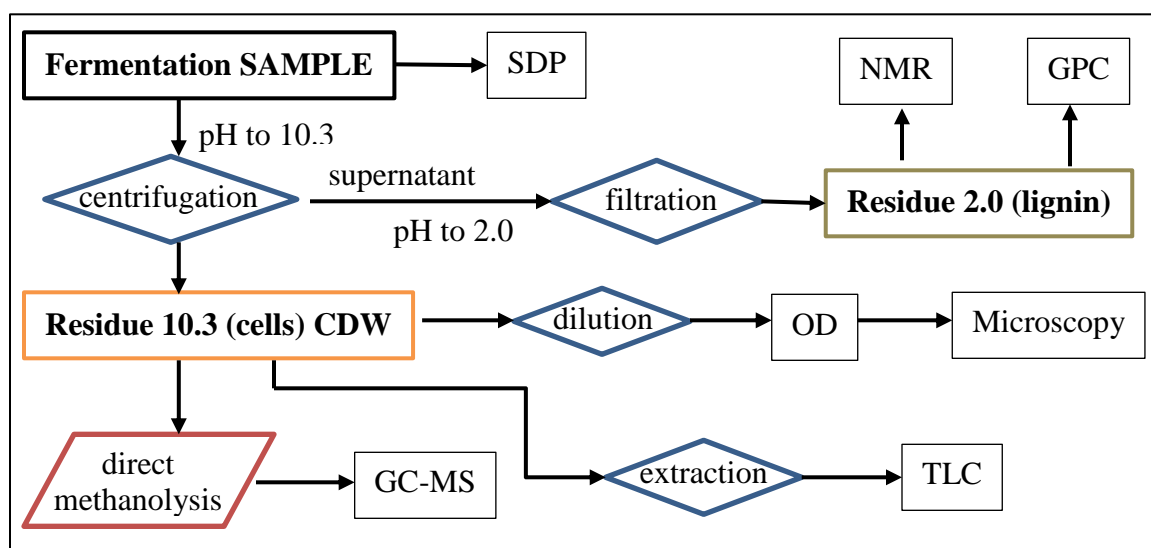 Fermentation SAMPLE
SDP
NMR
GPC
pH to 10.3
centrifugation
supernatant
pH to 2.0
filtration
Residue 2.0 (lignin)
Residue 10.3 (cells) CDW
dilution
OD
Microscopy
direct
methanolysis
GC-MS
extraction
TLC